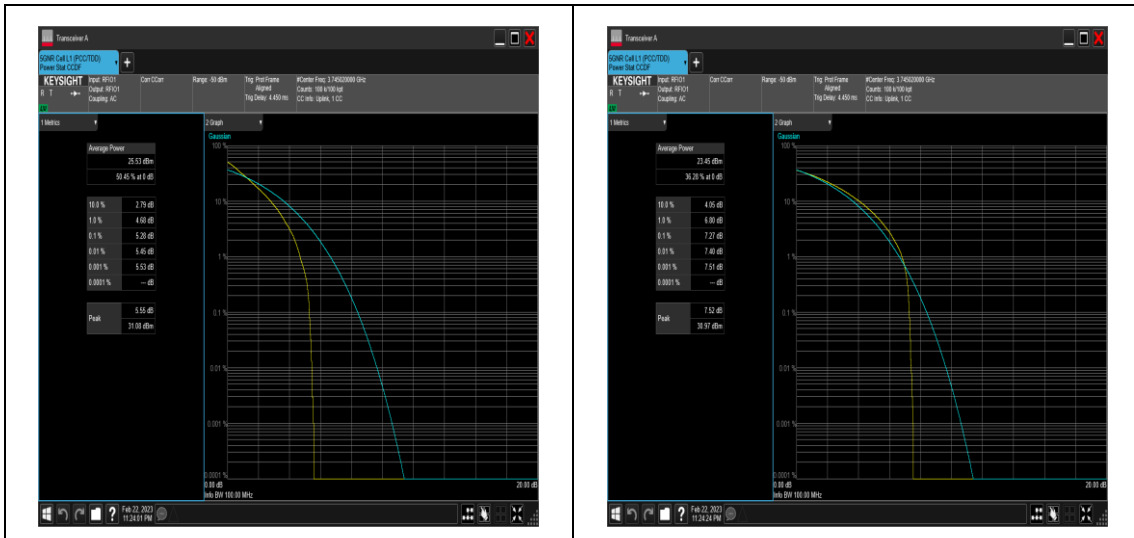 Transceiver A
5GNR Cell L1 (PCC/TDD)
Power Stat CCDF
KEYSIGHT
R T
Input: RFIO1
Output: RFIO1
Coupling: AC
Corr CCorr
Range: -50 dBm
Trig: Prst Frame
Aligned
Trig Delay: 4.450 ms
#Center Freq: 3.745020000 GHz
Counts: 100 k/100 kpt
CC Info: Uplink, 1 CC
1 Metrics
Average Power
25.53 dBm
50.45 % at 0 dB
10.0 % 2.79 dB
1.0 % 4.68 dB
0.1 % 5.28 dB
0.01 % 5.45 dB
0.001 % 5.53 dB
0.0001 % --- dB
Peak
5.55 dB
31.08 dBm
2 Graph
Gaussian
100 %
10 %
1 %
0.1 %
0.01 %
0.001 %
0.0001 %
0.00 dB
20.00 dB
Info BW 100.00 MHz
Feb 22, 2023
11:24:01 PM
Transceiver A
5GNR Cell L1 (PCC/TDD)
Power Stat CCDF
KEYSIGHT
R T
Input: RFIO1
Output: RFIO1
Coupling: AC
Corr CCorr
Range: -50 dBm
Trig: Prst Frame
Aligned
Trig Delay: 4.450 ms
#Center Freq: 3.745020000 GHz
Counts: 100 k/100 kpt
CC Info: Uplink, 1 CC
1 Metrics
Average Power
23.45 dBm
36.20 % at 0 dB
10.0 % 4.05 dB
1.0 % 6.80 dB
0.1 % 7.27 dB
0.01 % 7.40 dB
0.001 % 7.51 dB
0.0001 % --- dB
Peak
7.52 dB
30.97 dBm
2 Graph
Gaussian
100 %
10 %
1 %
0.1 %
0.01 %
0.001 %
0.0001 %
0.00 dB
20.00 dB
Info BW 100.00 MHz
Feb 22, 2023
11:24:24 PM